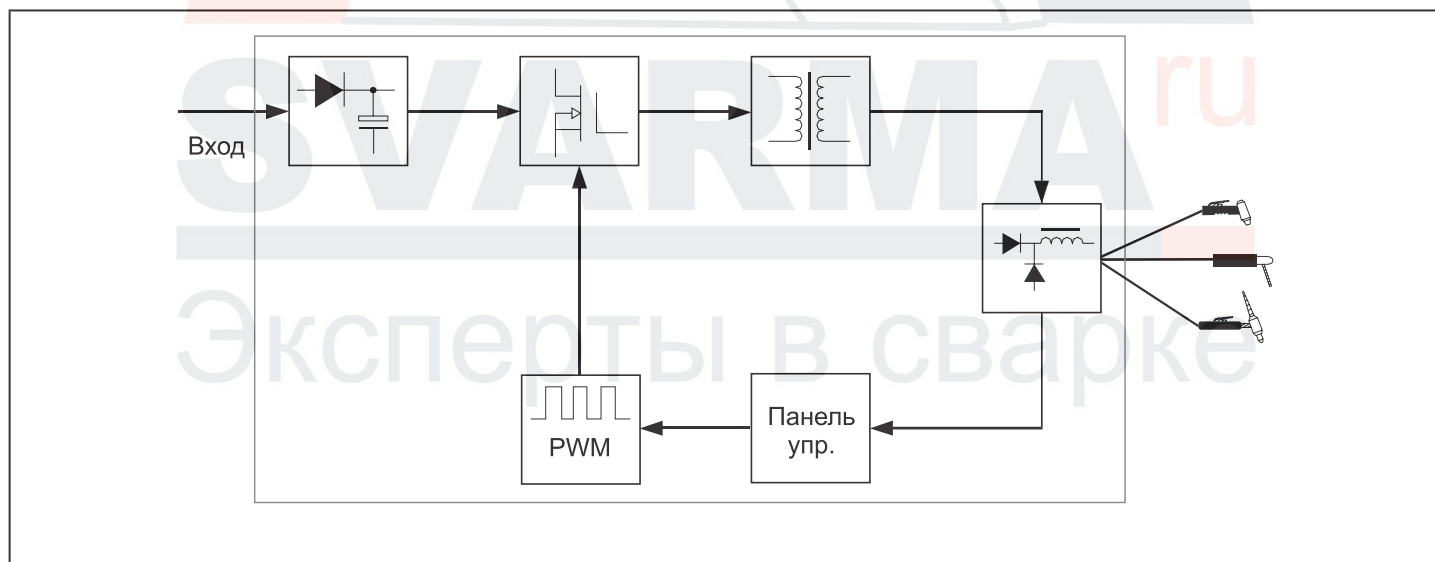 SVARMA
ru
Эксперты в сварке
Вход
PWM
Панель
упр.